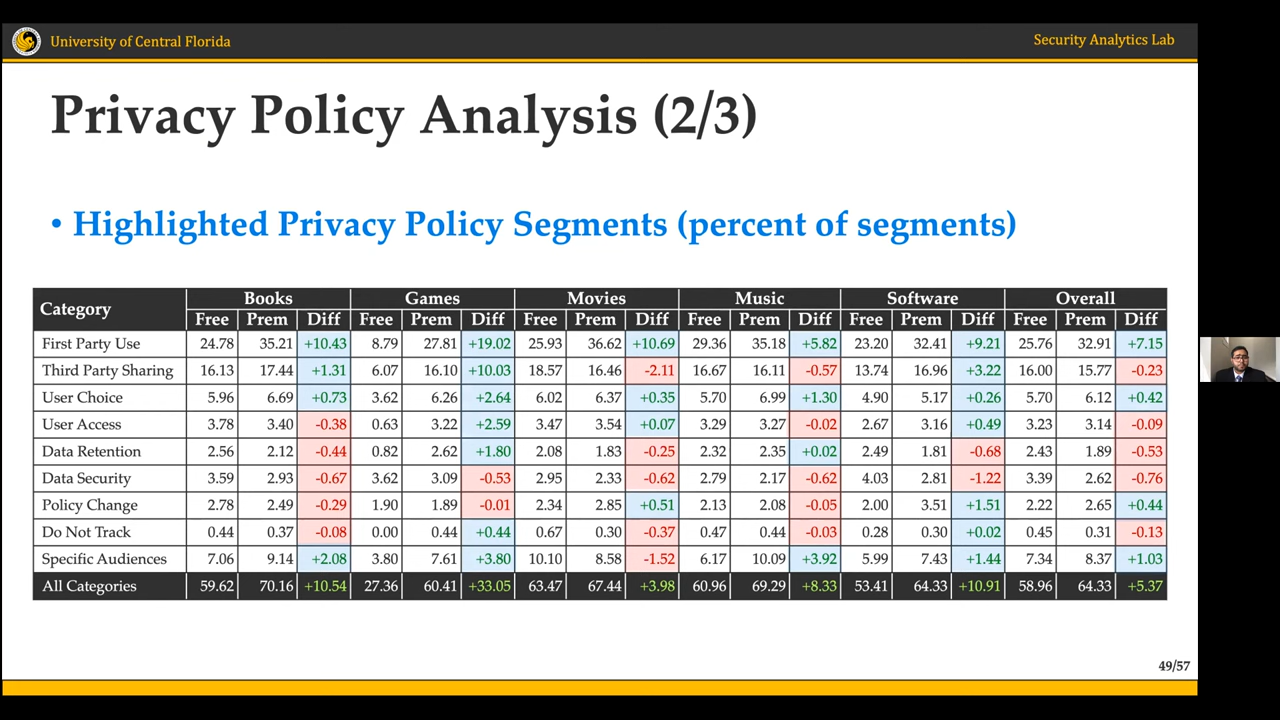 University of Central Florida
Security Analytics Lab
Privacy Policy Analysis (2/3)
• Highlighted Privacy Policy Segments (percent of segments)
Category Books Games Movies Music Software Overall
Free Prem Diff Free Prem Diff Free Prem Diff Free Prem Diff Free Prem Diff Free Prem Diff
First Party Use 24.78 35.21 +10.43 8.79 27.81 +19.02 25.93 36.62 +10.69 29.36 35.18 +5.82 23.20 32.41 +9.21 25.76 32.91 +7.15
Third Party Sharing 16.13 17.44 +1.31 6.07 16.10 +10.03 18.57 16.46 -2.11 16.67 16.11 -0.57 13.74 16.96 +3.22 16.00 15.77 -0.23
User Choice 5.96 6.69 +0.73 3.62 6.26 +2.64 6.02 6.37 +0.35 5.70 6.99 +1.30 4.90 5.17 +0.26 5.70 6.12 +0.42
User Access 3.78 3.40 -0.38 0.63 3.22 +2.59 3.47 3.54 +0.07 3.29 3.27 -0.02 2.67 3.16 +0.49 3.23 3.14 -0.09
Data Retention 2.56 2.12 -0.44 0.82 2.62 +1.80 2.08 1.83 -0.25 2.32 2.35 +0.02 2.49 1.81 -0.68 2.43 1.89 -0.53
Data Security 3.59 2.93 -0.67 3.62 3.09 -0.53 2.95 2.33 -0.62 2.79 2.17 -0.62 4.03 2.81 -1.22 3.39 2.62 -0.76
Policy Change 2.78 2.49 -0.29 1.90 1.89 -0.01 2.34 2.85 +0.51 2.13 2.08 -0.05 2.00 3.51 +1.51 2.22 2.65 +0.44
Do Not Track 0.44 0.37 -0.08 0.00 0.44 +0.44 0.67 0.30 -0.37 0.47 0.44 -0.03 0.28 0.30 +0.02 0.45 0.31 -0.13
Specific Audiences 7.06 9.14 +2.08 3.80 7.61 +3.80 10.10 8.58 -1.52 6.17 10.09 +3.92 5.99 7.43 +1.44 7.34 8.37 +1.03
All Categories 59.62 70.16 +10.54 27.36 60.41 +33.05 63.47 67.44 +3.98 60.96 69.29 +8.33 53.41 64.33 +10.91 58.96 64.33 +5.37
49/57